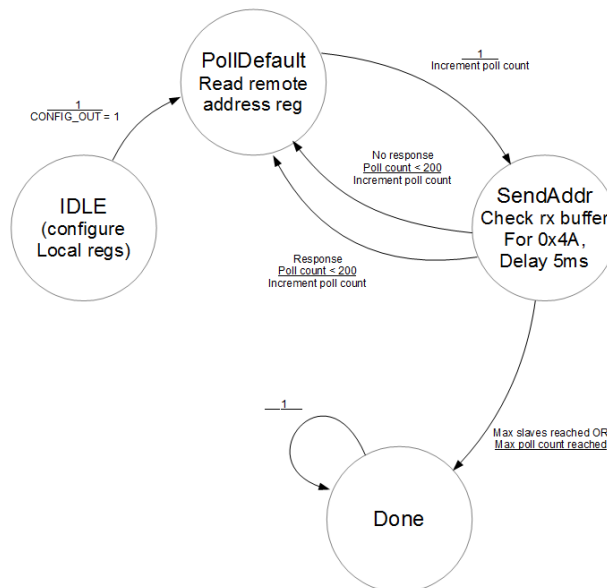 PollDefault
Read remote
address reg
1
Increment poll count
1
CONFIG_OUT = 1
No response
Poll count < 200
Increment poll count
IDLE
(configure
Local regs)
SendAddr
Check rx buffer
For 0x4A,
Delay 5ms
Response
Poll count < 200
Increment poll count
1
Max slaves reached OR
Max poll count reached
Done